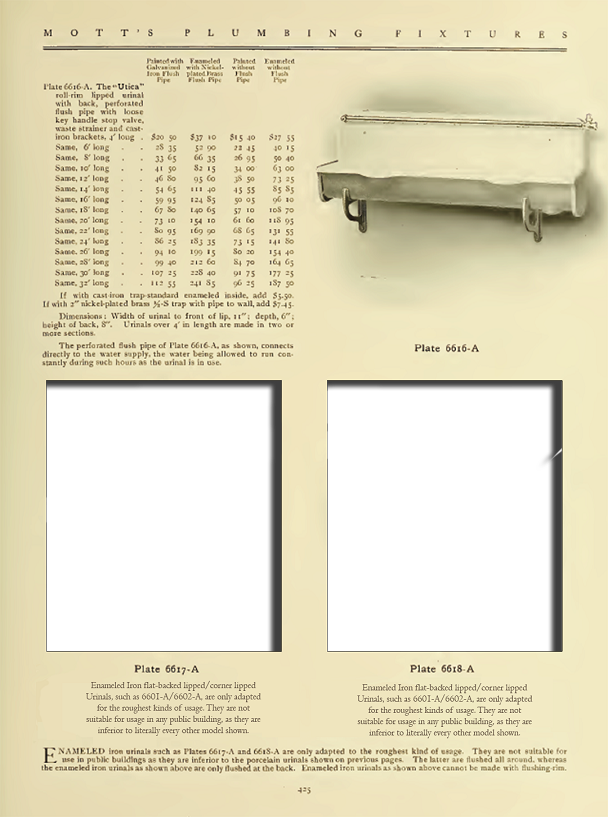 MOTT'S PLUMBING FIXTURES
Painted with Galvanized Iron Flush Pipe
Enameled with Nickel-plated Brass Flush Pipe
Painted without Flush Pipe
Enameled without Flush Pipe
Plate 6616-A. The "Utica"
roll-rim lipped urinal
with back, perforated
flush pipe with loose
key handle stop valve,
waste strainer and cast-
iron brackets, 4' long . $20 50 $37 10 $15 40 $27 55
Same, 6' long . . 28 35 52 90 22 45 40 15
Same, 8' long . . 33 65 66 35 26 95 50 40
Same, 10' long . . 41 50 82 15 34 00 63 00
Same, 12' long . . 46 80 95 60 38 50 73 25
Same, 14' long . . 54 65 111 40 45 55 85 85
Same, 16' long . . 59 95 124 85 50 05 96 10
Same, 18' long . . 67 80 140 65 57 10 108 70
Same, 20' long . . 73 10 154 10 61 60 118 95
Same, 22' long . . 80 95 169 90 68 65 131 55
Same, 24' long . . 86 25 183 35 73 15 141 80
Same, 26' long . . 94 10 199 15 80 20 154 40
Same, 28' long . . 99 40 212 60 84 70 164 65
Same, 30' long . . 107 25 228 40 91 75 177 25
Same, 32' long . . 112 55 241 85 96 25 187 50
If with cast-iron trap-standard enameled inside, add $5.50.
If with 2" nickel-plated brass ½-S trap with pipe to wall, add $7.45.
Dimensions: Width of urinal to front of lip, 11"; depth, 6";
height of back, 8". Urinals over 4' in length are made in two or
more sections.
The perforated flush pipe of Plate 6616-A, as shown, connects
directly to the water supply, the water being allowed to run con-
stantly during such hours as the urinal is in use.
Plate 6616-A
Plate 6617-A
Enameled Iron flat-backed lipped/corner lipped
Urinals, such as 6601-A/6602-A, are only adapted
for the roughest kinds of usage. They are not
suitable for usage in any public building, as they are
inferior to literally every other model shown.
Plate 6618-A
Enameled Iron flat-backed lipped/corner lipped
Urinals, such as 6601-A/6602-A, are only adapted
for the roughest kinds of usage. They are not
suitable for usage in any public building, as they are
inferior to literally every other model shown.
ENAMELED iron urinals such as Plates 6617-A and 6618-A are only adapted to the roughest kind of usage. They are not suitable for
use in public buildings as they are inferior to the porcelain urinals shown on previous pages. The latter are flushed all around, whereas
the enameled iron urinals as shown above are only flushed at the back. Enameled iron urinals as shown above cannot be made with flushing-rim.
425